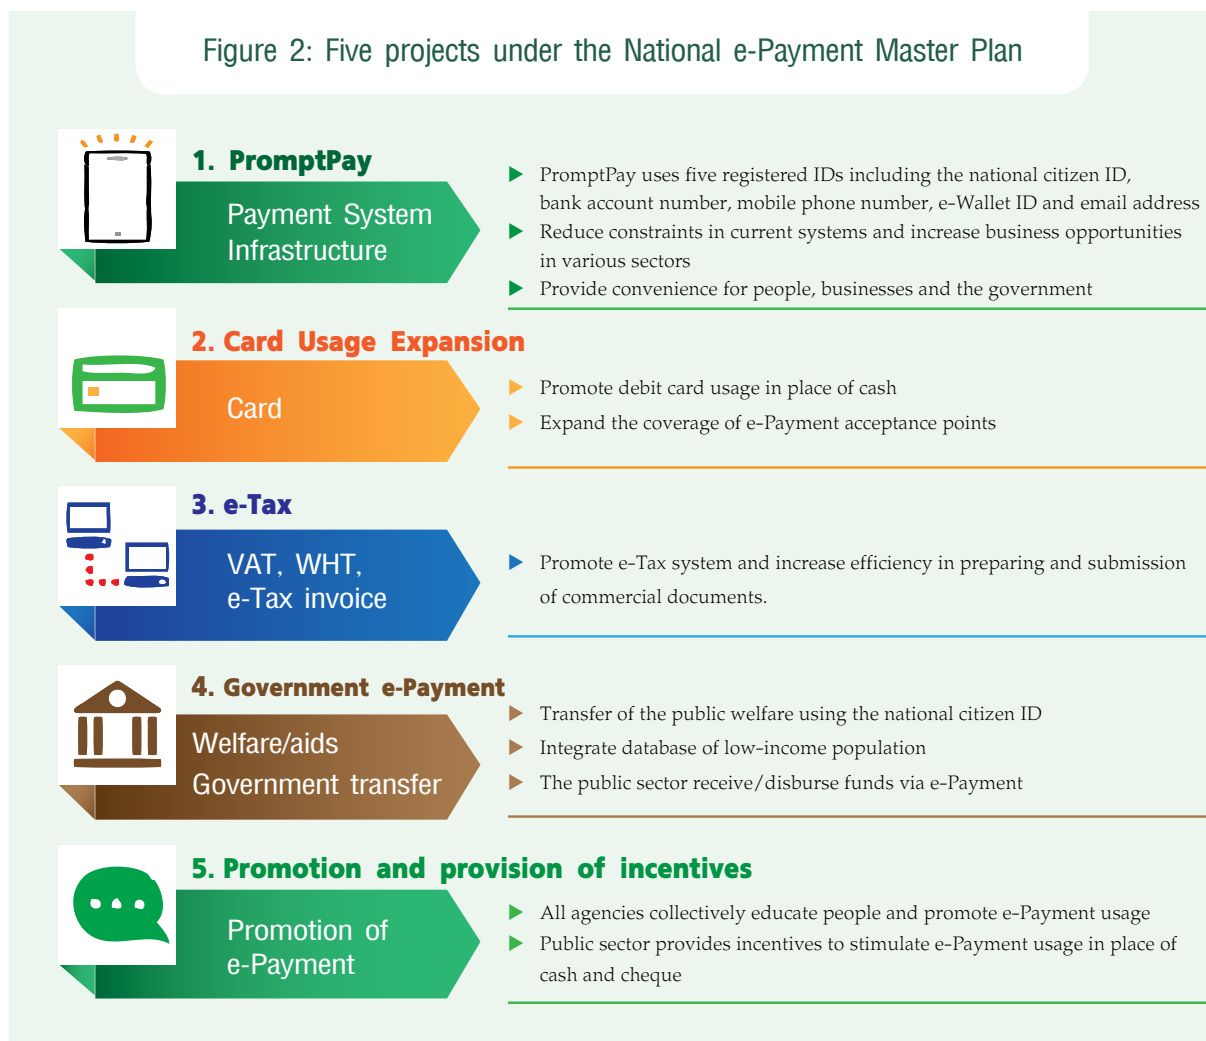 Figure 2: Five projects under the National e-Payment Master Plan
1. PromptPay
Payment System
Infrastructure
PromptPay uses five registered IDs including the national citizen ID,
bank account number, mobile phone number, e-Wallet ID and email address
Reduce constraints in current systems and increase business opportunities
in various sectors
Provide convenience for people, businesses and the government
2. Card Usage Expansion
Card
Promote debit card usage in place of cash
Expand the coverage of e-Payment acceptance points
3. e-Tax
VAT, WHT,
e-Tax invoice
Promote e-Tax system and increase efficiency in preparing and submission
of commercial documents.
4. Government e-Payment
Welfare/aids
Government transfer
Transfer of the public welfare using the national citizen ID
Integrate database of low-income population
The public sector receive/disburse funds via e-Payment
5. Promotion and provision of incentives
Promotion of
e-Payment
All agencies collectively educate people and promote e-Payment usage
Public sector provides incentives to stimulate e-Payment usage in place of
cash and cheque